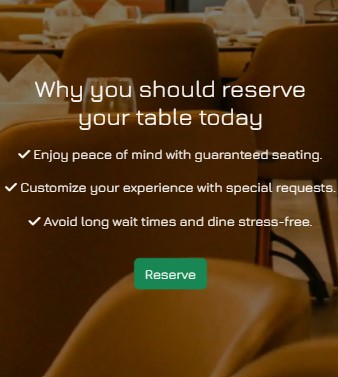 Why you should reserve
your table today
✔ Enjoy peace of mind with guaranteed seating.
✔ Customize your experience with special requests.
✔ Avoid long wait times and dine stress-free.
Reserve